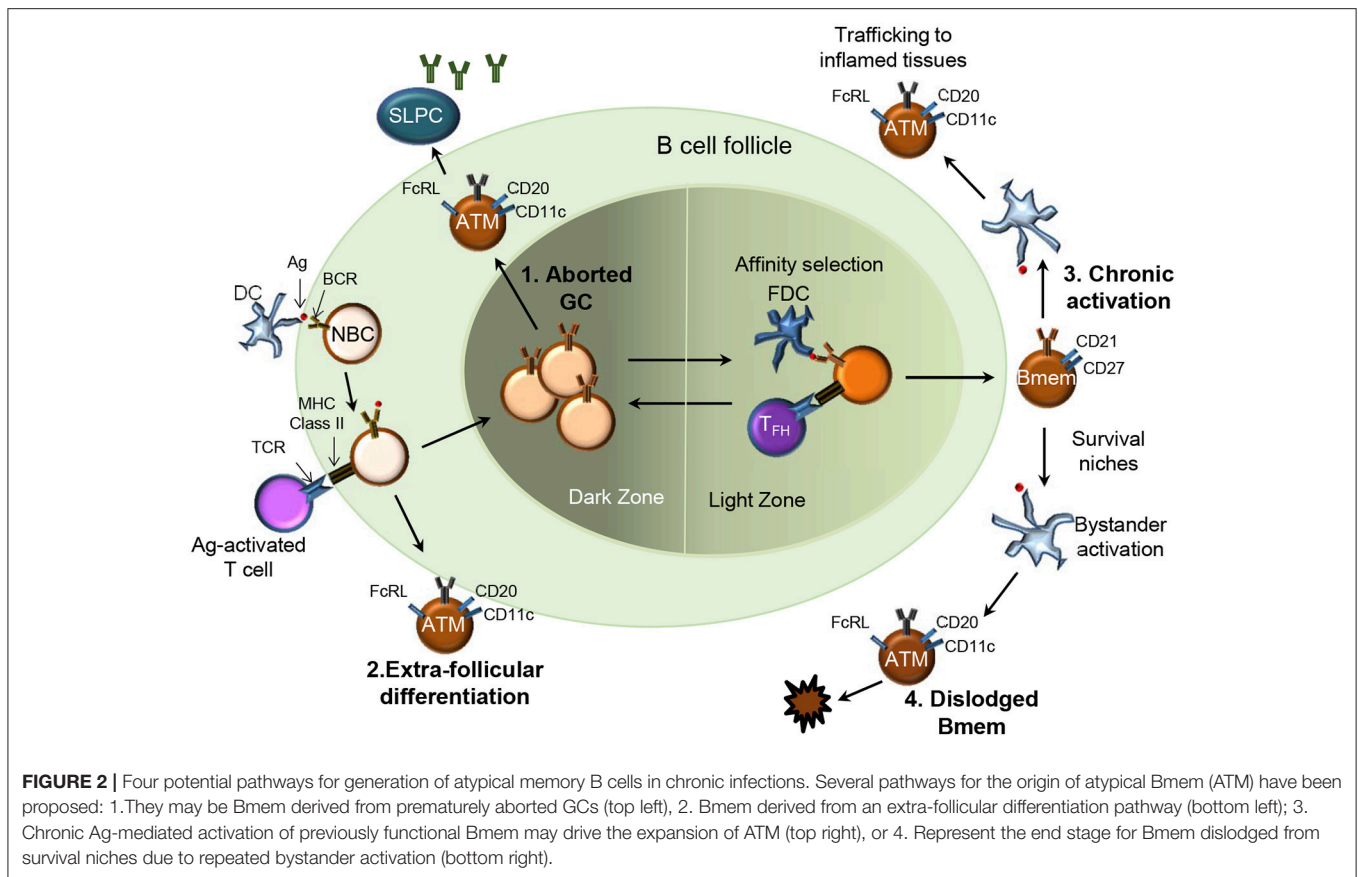 Trafficking to
inflamed tissues
FcRL
CD20
CD11c
ATM
SLPC
B cell follicle
FcRL
CD20
CD11c
ATM
Ag
BCR
DC
NBC
1. Aborted
GC
Affinity selection
FDC
3. Chronic
activation
CD21
CD27
Bmem
MHC
Class II
TCR
TFH
Survival
niches
Dark Zone
Light Zone
Ag-activated
T cell
Bystander
activation
FcRL
CD20
CD11c
ATM
2.Extra-follicular
differentiation
FcRL
CD20
CD11c
ATM
4. Dislodged
Bmem
FIGURE 2 | Four potential pathways for generation of atypical memory B cells in chronic infections. Several pathways for the origin of atypical Bmem (ATM) have been
proposed: 1.They may be Bmem derived from prematurely aborted GCs (top left), 2. Bmem derived from an extra-follicular differentiation pathway (bottom left); 3.
Chronic Ag-mediated activation of previously functional Bmem may drive the expansion of ATM (top right), or 4. Represent the end stage for Bmem dislodged from
survival niches due to repeated bystander activation (bottom right).